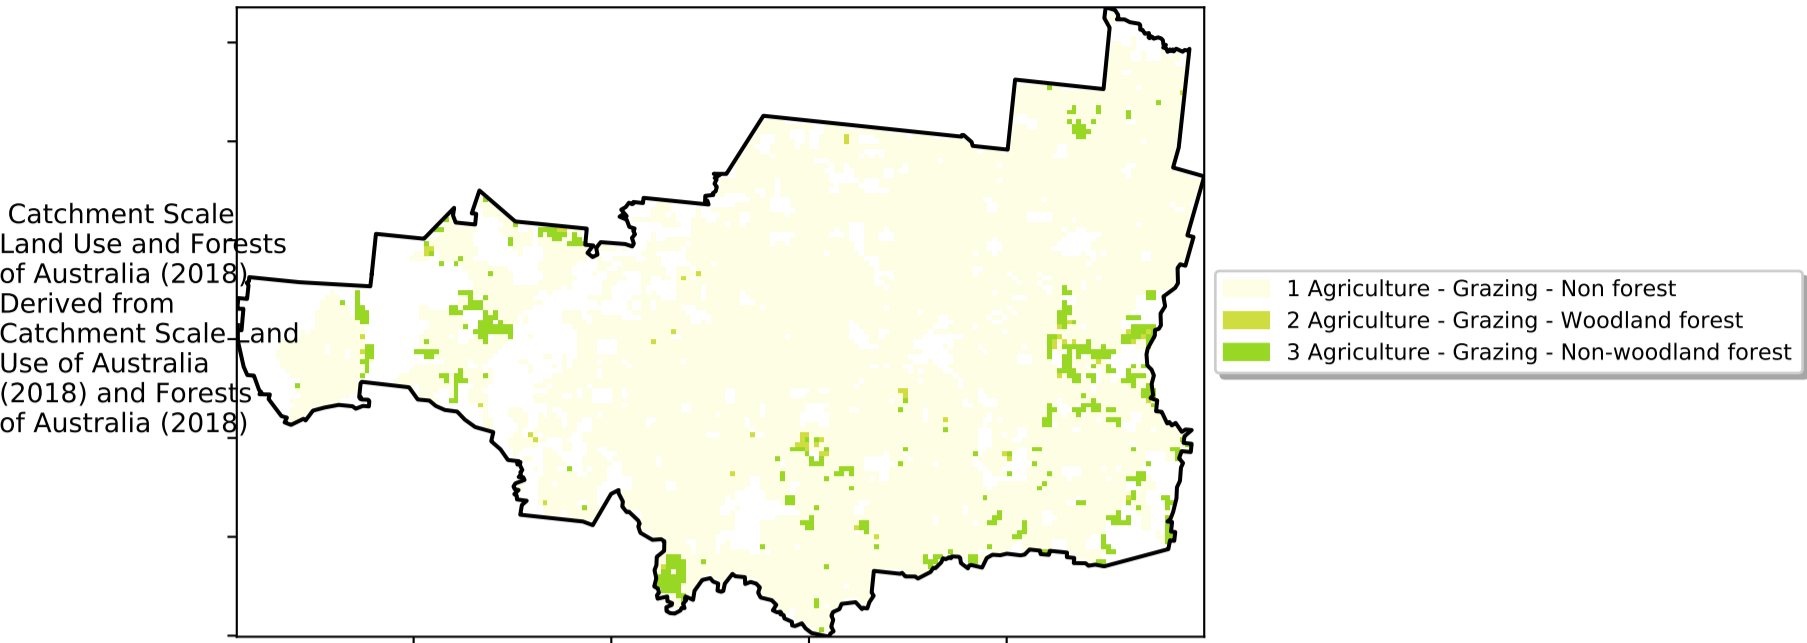 Catchment Scale
Land Use and Forests
of Australia (2018)
Derived from
Catchment Scale Land
Use of Australia
(2018) and Forests
of Australia (2018)
1 Agriculture - Grazing - Non forest
2 Agriculture - Grazing - Woodland forest
3 Agriculture - Grazing - Non-woodland forest